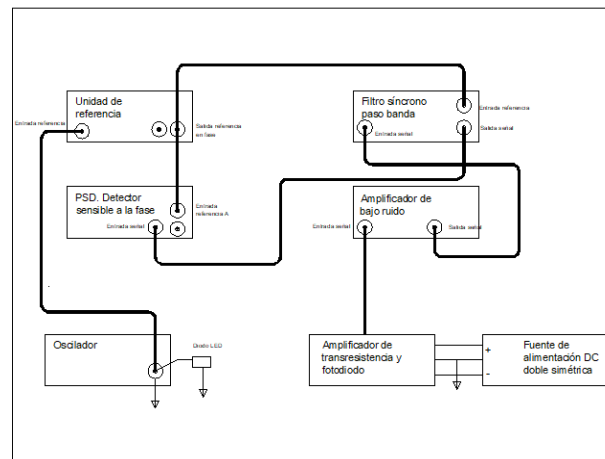 Unidad de
referencia
Entrada referencia
Salida referencia
en fase
Filtro síncrono
paso banda
Entrada referencia
Entrada señal
Salida señal
PSD. Detector
sensible a la fase
Entrada
referencia A
Entrada señal
Amplificador de
bajo ruido
Entrada señal
Salida señal
Oscilador
Diodo LED
Amplificador de
transresistencia y
fotodiodo
+
-
Fuente de
alimentación DC
doble simétrica